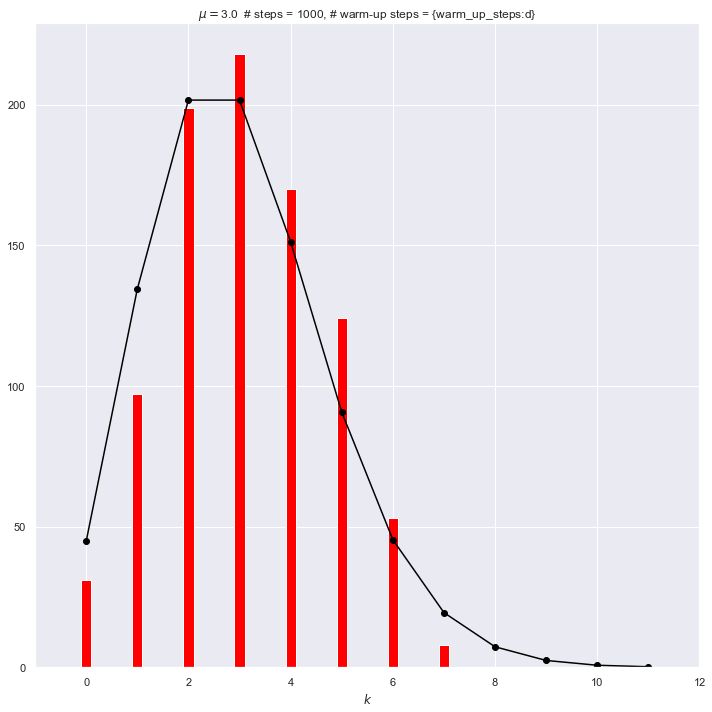 μ = 3.0 # steps = 1000, # warm-up steps = {warm_up_steps:d}
200
150
100
50
0
0 2 4 6 8 10 12
k